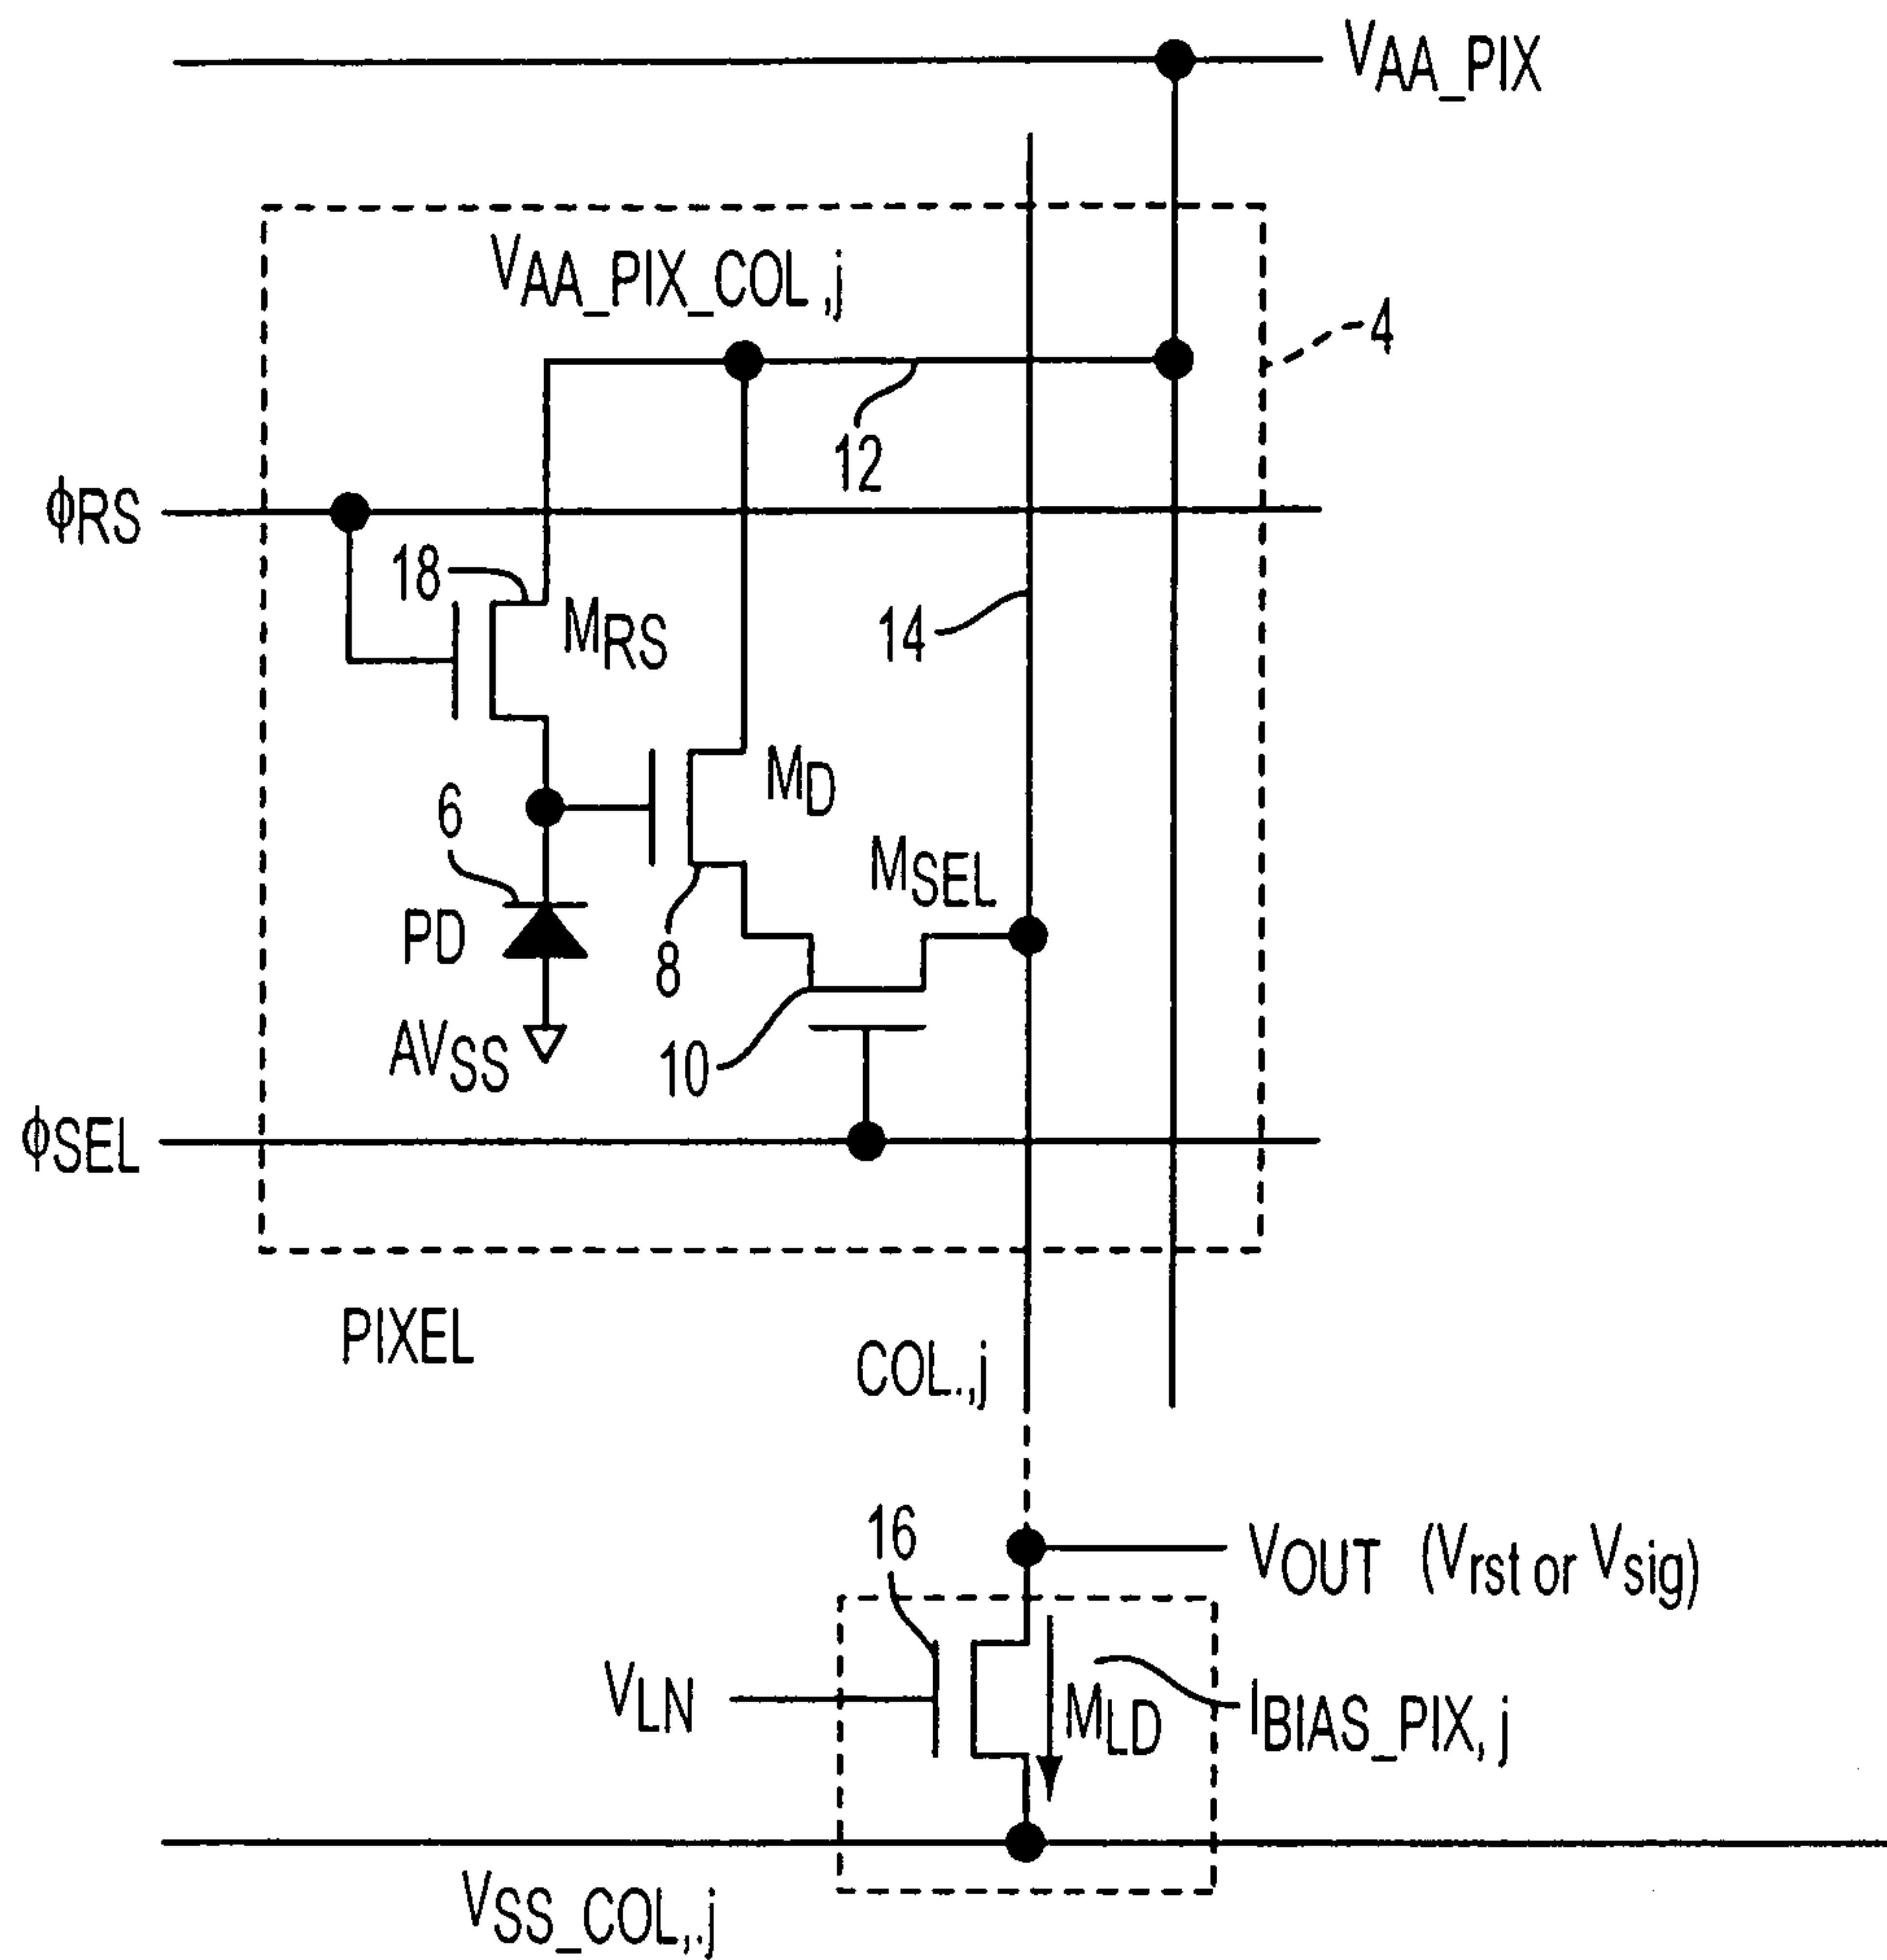 VAA_PIX
VAA_PIX_COL,j
4
12
ϕRS
18
MRS
14
MD
6
MSEL
PD
8
AVSS
10
ϕSEL
PIXEL
COL.,j
16
VOUT (Vrst or Vsig)
VLN
MLD
IBIAS_PIX, j
VSS_COL,.j